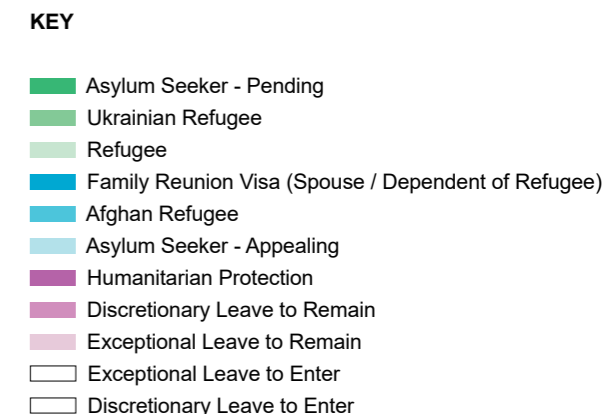 KEY
Asylum Seeker - Pending
Ukrainian Refugee
Refugee
Family Reunion Visa (Spouse / Dependent of Refugee)
Afghan Refugee
Asylum Seeker - Appealing
Humanitarian Protection
Discretionary Leave to Remain
Exceptional Leave to Remain
Exceptional Leave to Enter
Discretionary Leave to Enter